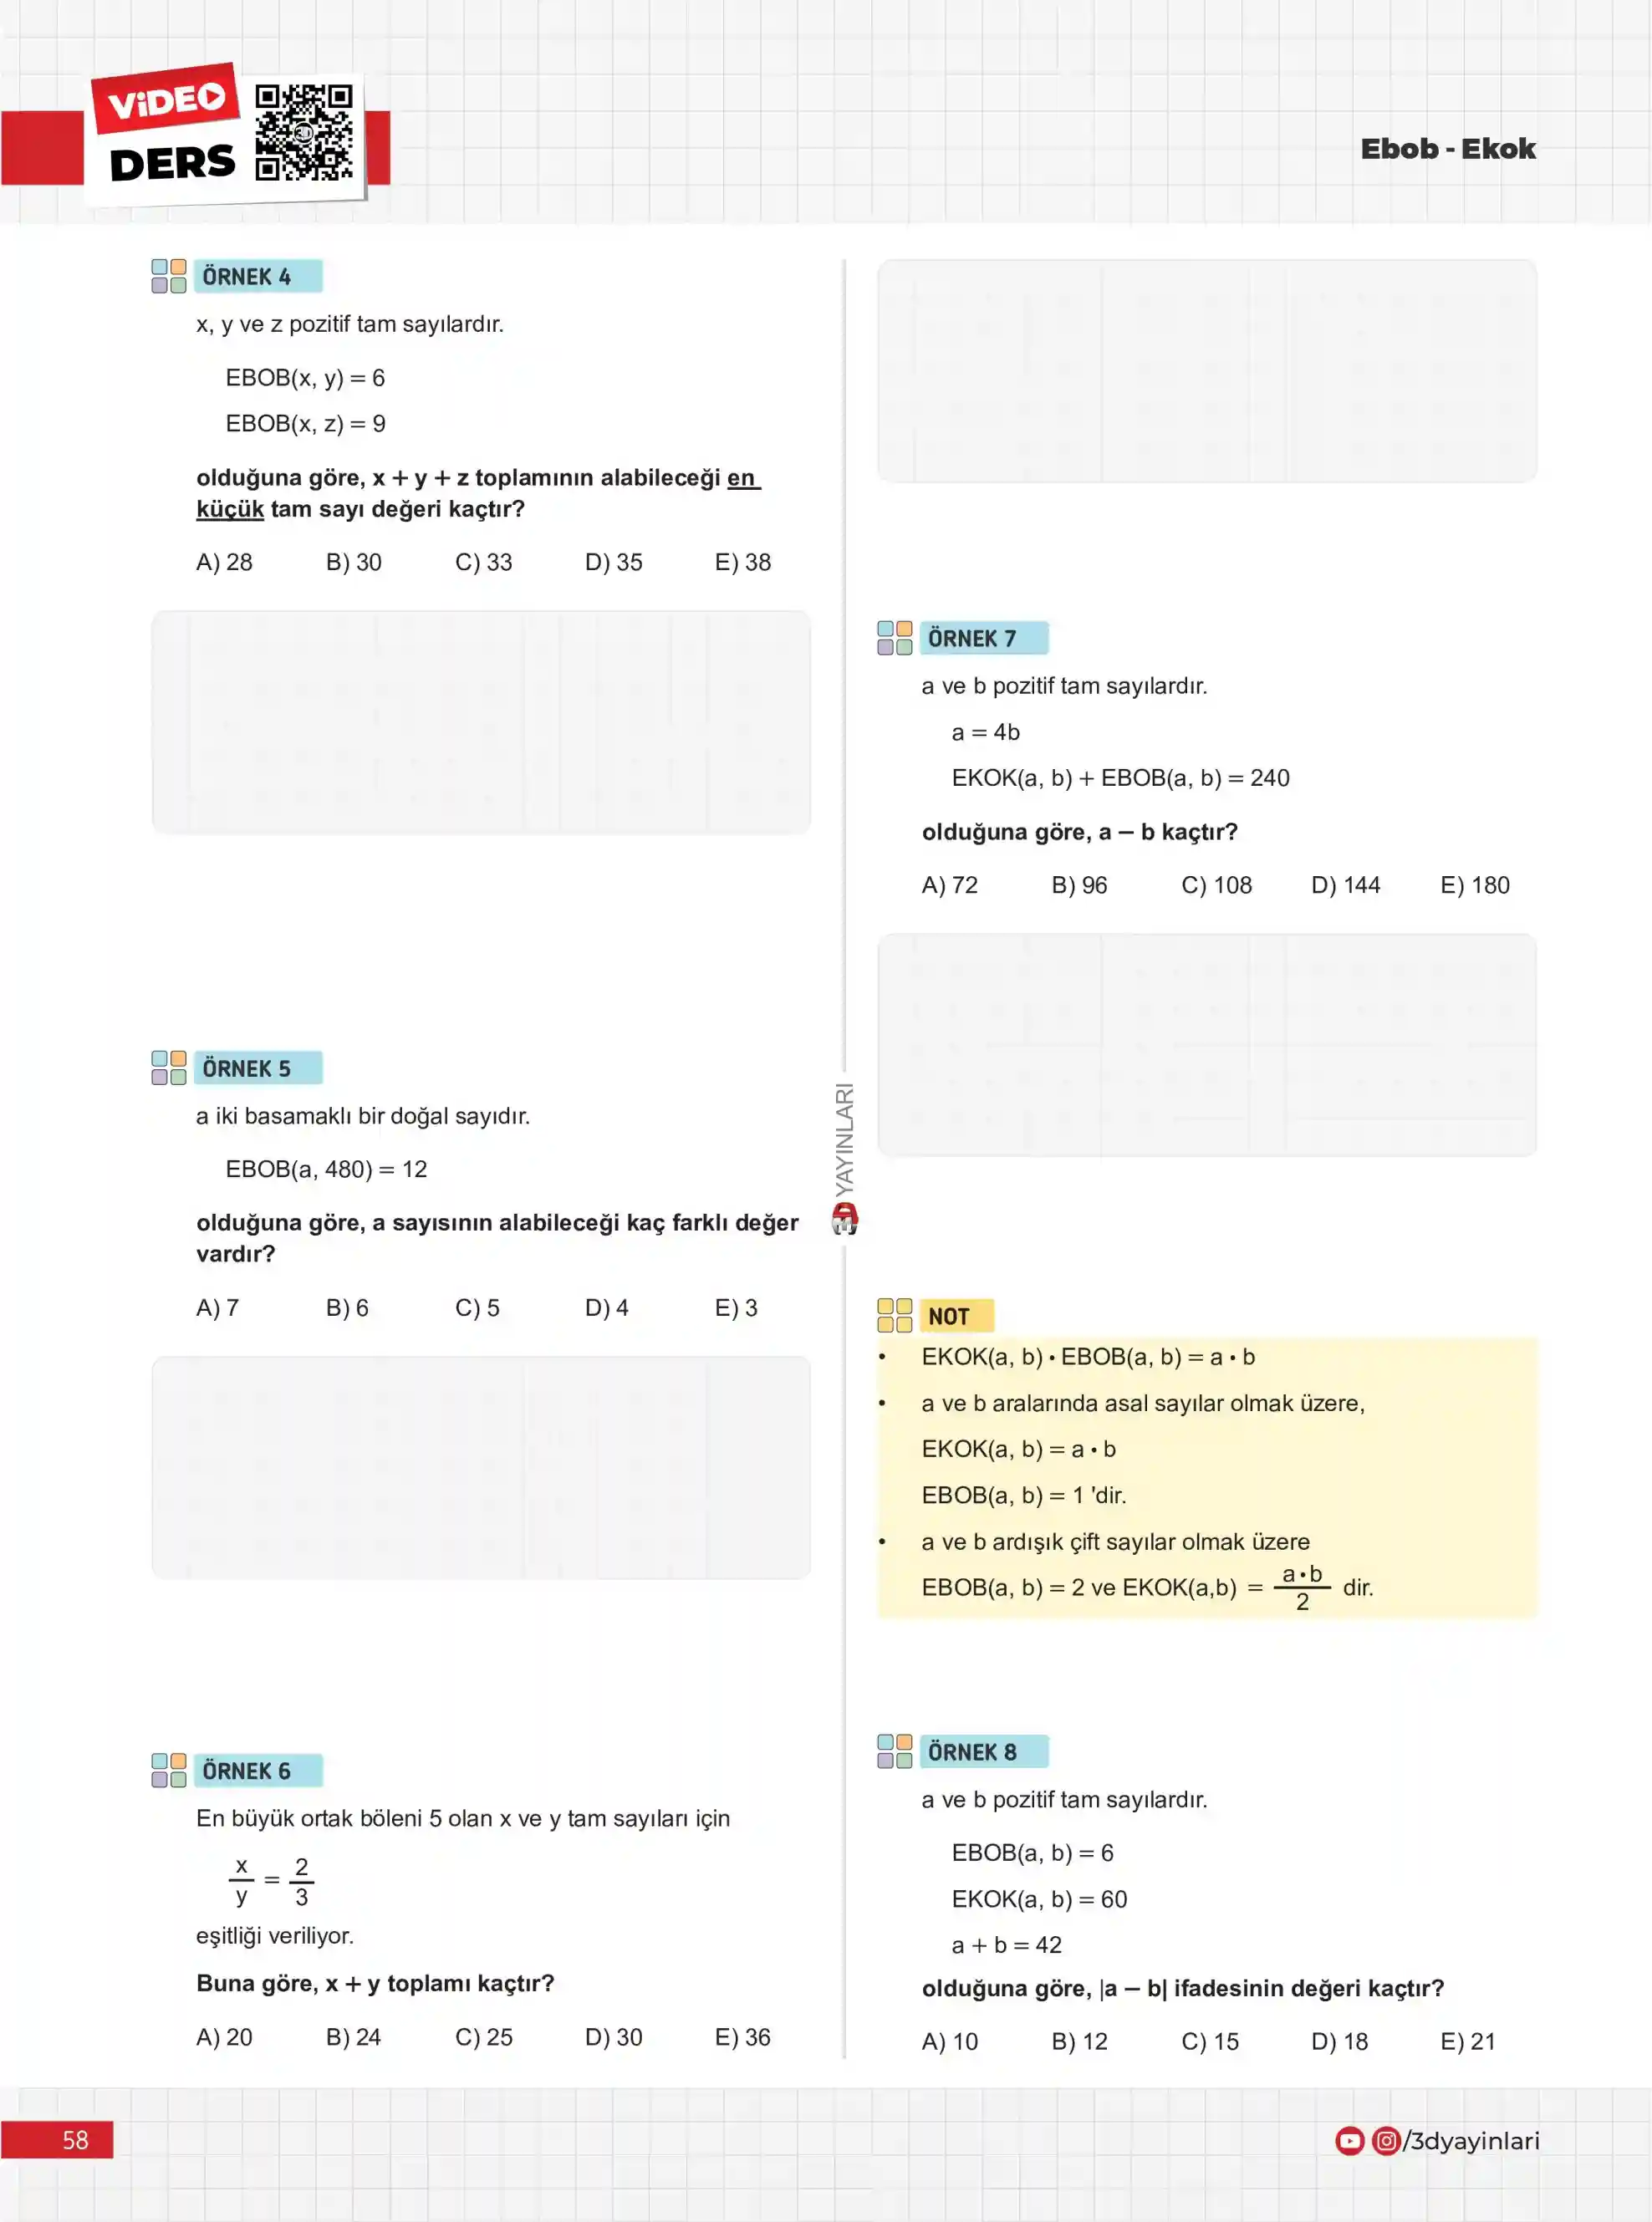 VİDEO
DERS
3D
Ebob - Ekok
ÖRNEK 4
x, y ve z pozitif tam sayılardır.
EBOB(x, y) = 6
EBOB(x, z) = 9
olduğuna göre, x + y + z toplamının alabileceği en
küçük tam sayı değeri kaçtır?
A) 28 B) 30 C) 33 D) 35 E) 38
ÖRNEK 5
a iki basamaklı bir doğal sayıdır.
EBOB(a, 480) = 12
olduğuna göre, a sayısının alabileceği kaç farklı değer
vardır?
A) 7 B) 6 C) 5 D) 4 E) 3
ÖRNEK 6
En büyük ortak böleni 5 olan x ve y tam sayıları için
x/y = 2/3
eşitliği veriliyor.
Buna göre, x + y toplamı kaçtır?
A) 20 B) 24 C) 25 D) 30 E) 36
YAYINLARI
ÖRNEK 7
a ve b pozitif tam sayılardır.
a = 4b
EKOK(a, b) + EBOB(a, b) = 240
olduğuna göre, a – b kaçtır?
A) 72 B) 96 C) 108 D) 144 E) 180
NOT
• EKOK(a, b) • EBOB(a, b) = a • b
• a ve b aralarında asal sayılar olmak üzere,
EKOK(a, b) = a • b
EBOB(a, b) = 1 'dir.
• a ve b ardışık çift sayılar olmak üzere
EBOB(a, b) = 2 ve EKOK(a,b) = a•b/2 dir.
ÖRNEK 8
a ve b pozitif tam sayılardır.
EBOB(a, b) = 6
EKOK(a, b) = 60
a + b = 42
olduğuna göre, |a – b| ifadesinin değeri kaçtır?
A) 10 B) 12 C) 15 D) 18 E) 21
58
/3dyayinlari